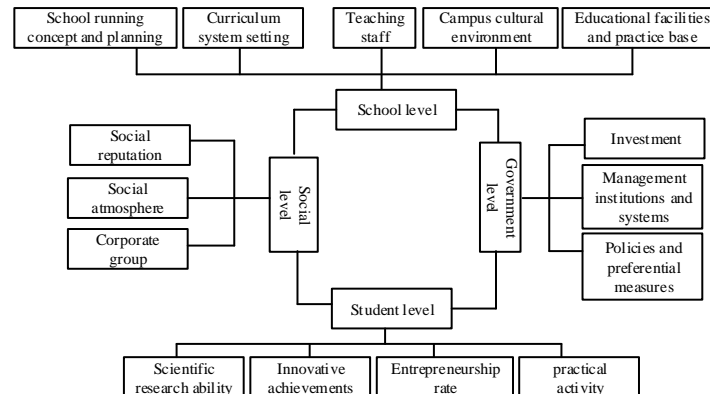 School running
concept and planning
Curriculum
system setting
Teaching
staff
Campus cultural
environment
Educational facilities
and practice base
School level
Social
reputation
Social
atmosphere
Corporate
group
Social
level
Government
level
Investment
Management
institutions and
systems
Policies and
preferential
measures
Student level
Scientific
research ability
Innovative
achievements
Entrepreneurship
rate
practical
activity